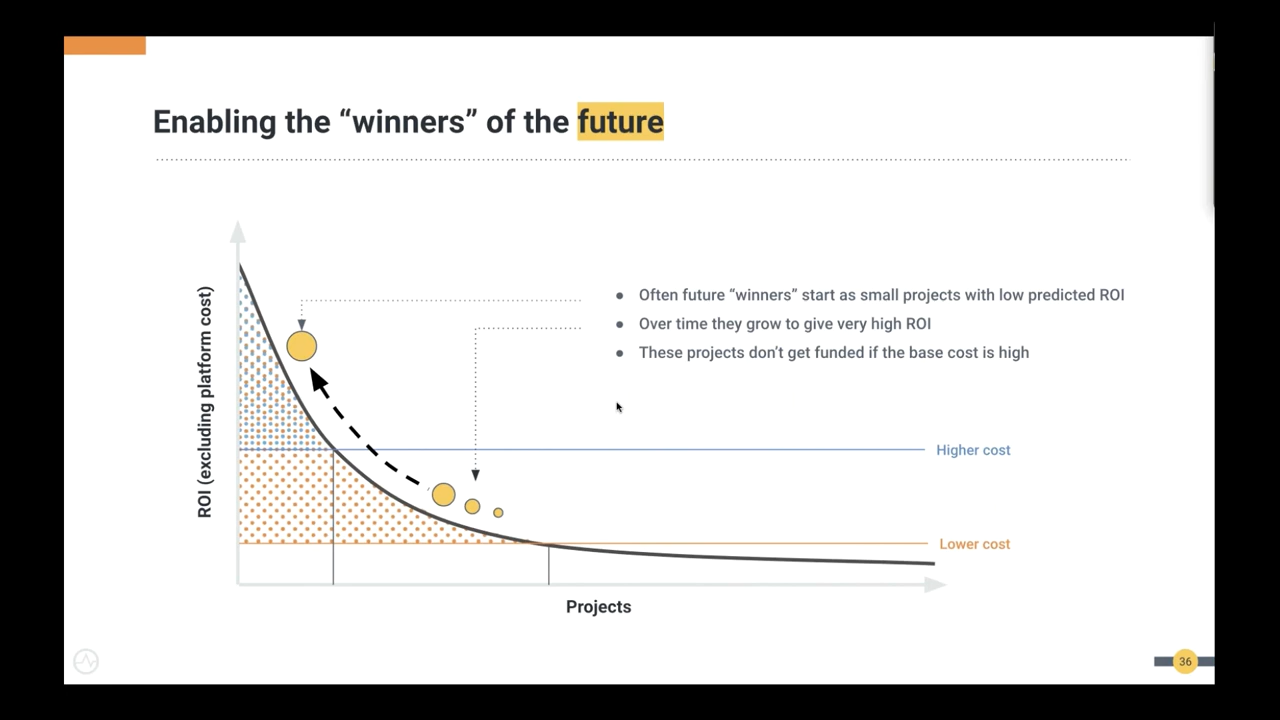 Enabling the “winners” of the future
ROI (excluding platform cost)
● Often future “winners” start as small projects with low predicted ROI
● Over time they grow to give very high ROI
● These projects don’t get funded if the base cost is high
Higher cost
Lower cost
Projects
36